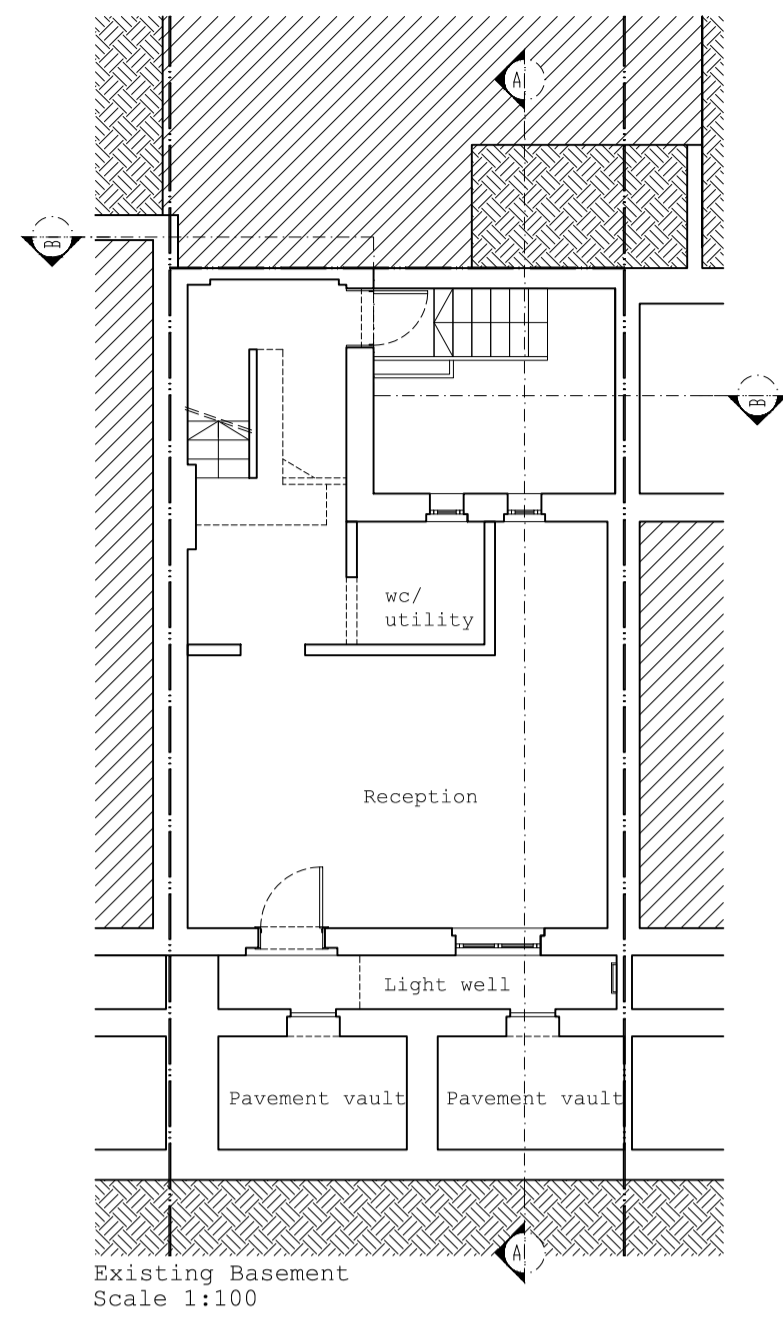 A
B
B
wc/
utility
Reception
Light well
Pavement vault
Pavement vault
A
Existing Basement
Scale 1:100